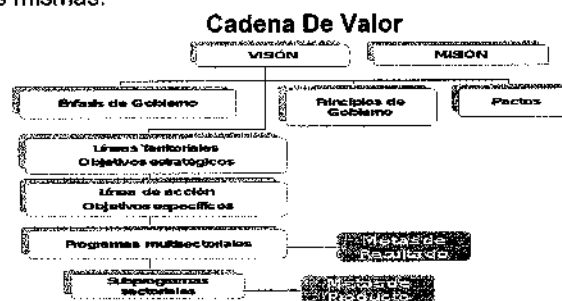 s mismas.
Cadena De Valor
VISIÓN
MISIÓN
Énfasis de Gobierno
Principios de
Gobierno
Pactos
Líneas Territoriales
Objetivos estratégicos
Línea de acción
Objetivos específicos
Programas multisectoriales
Metas de
Resultado
Subprogramas
sectoriales
Metas de
Producto